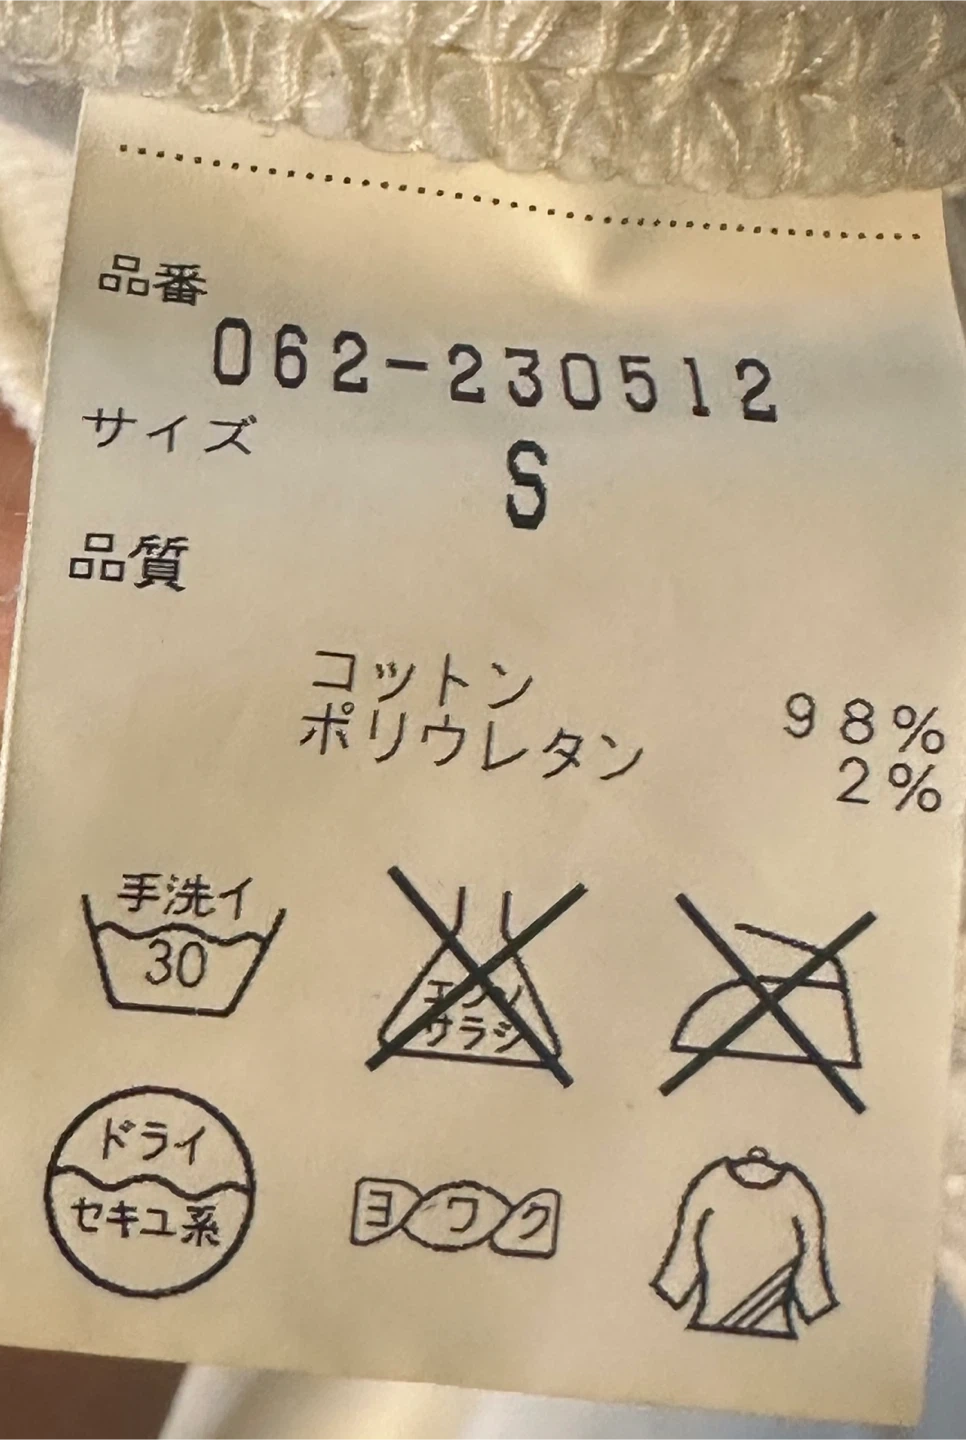 品番
062-230512
サイズ
S
品質
コットン 98%
ポリウレタン 2%
手洗イ
30
エンソ
サラシ
ドライ
セキユ系
ヨワク